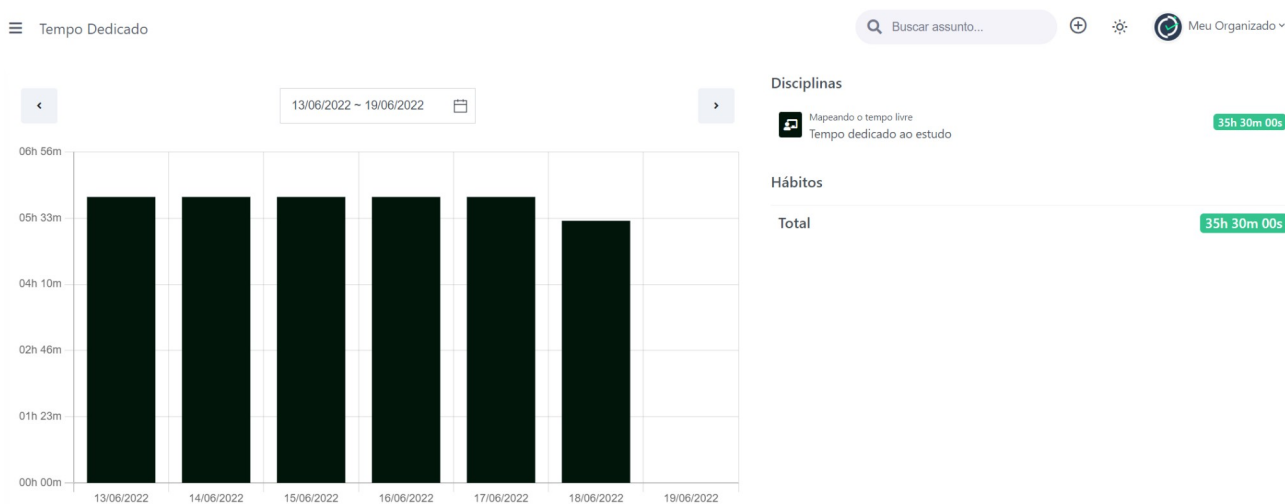 Tempo Dedicado
Buscar assunto...
Meu Organizado
13/06/2022 ~ 19/06/2022
06h 56m
05h 33m
04h 10m
02h 46m
01h 23m
00h 00m
13/06/2022 14/06/2022 15/06/2022 16/06/2022 17/06/2022 18/06/2022 19/06/2022
Disciplinas
Mapeando o tempo livre
Tempo dedicado ao estudo
35h 30m 00s
Hábitos
Total 35h 30m 00s